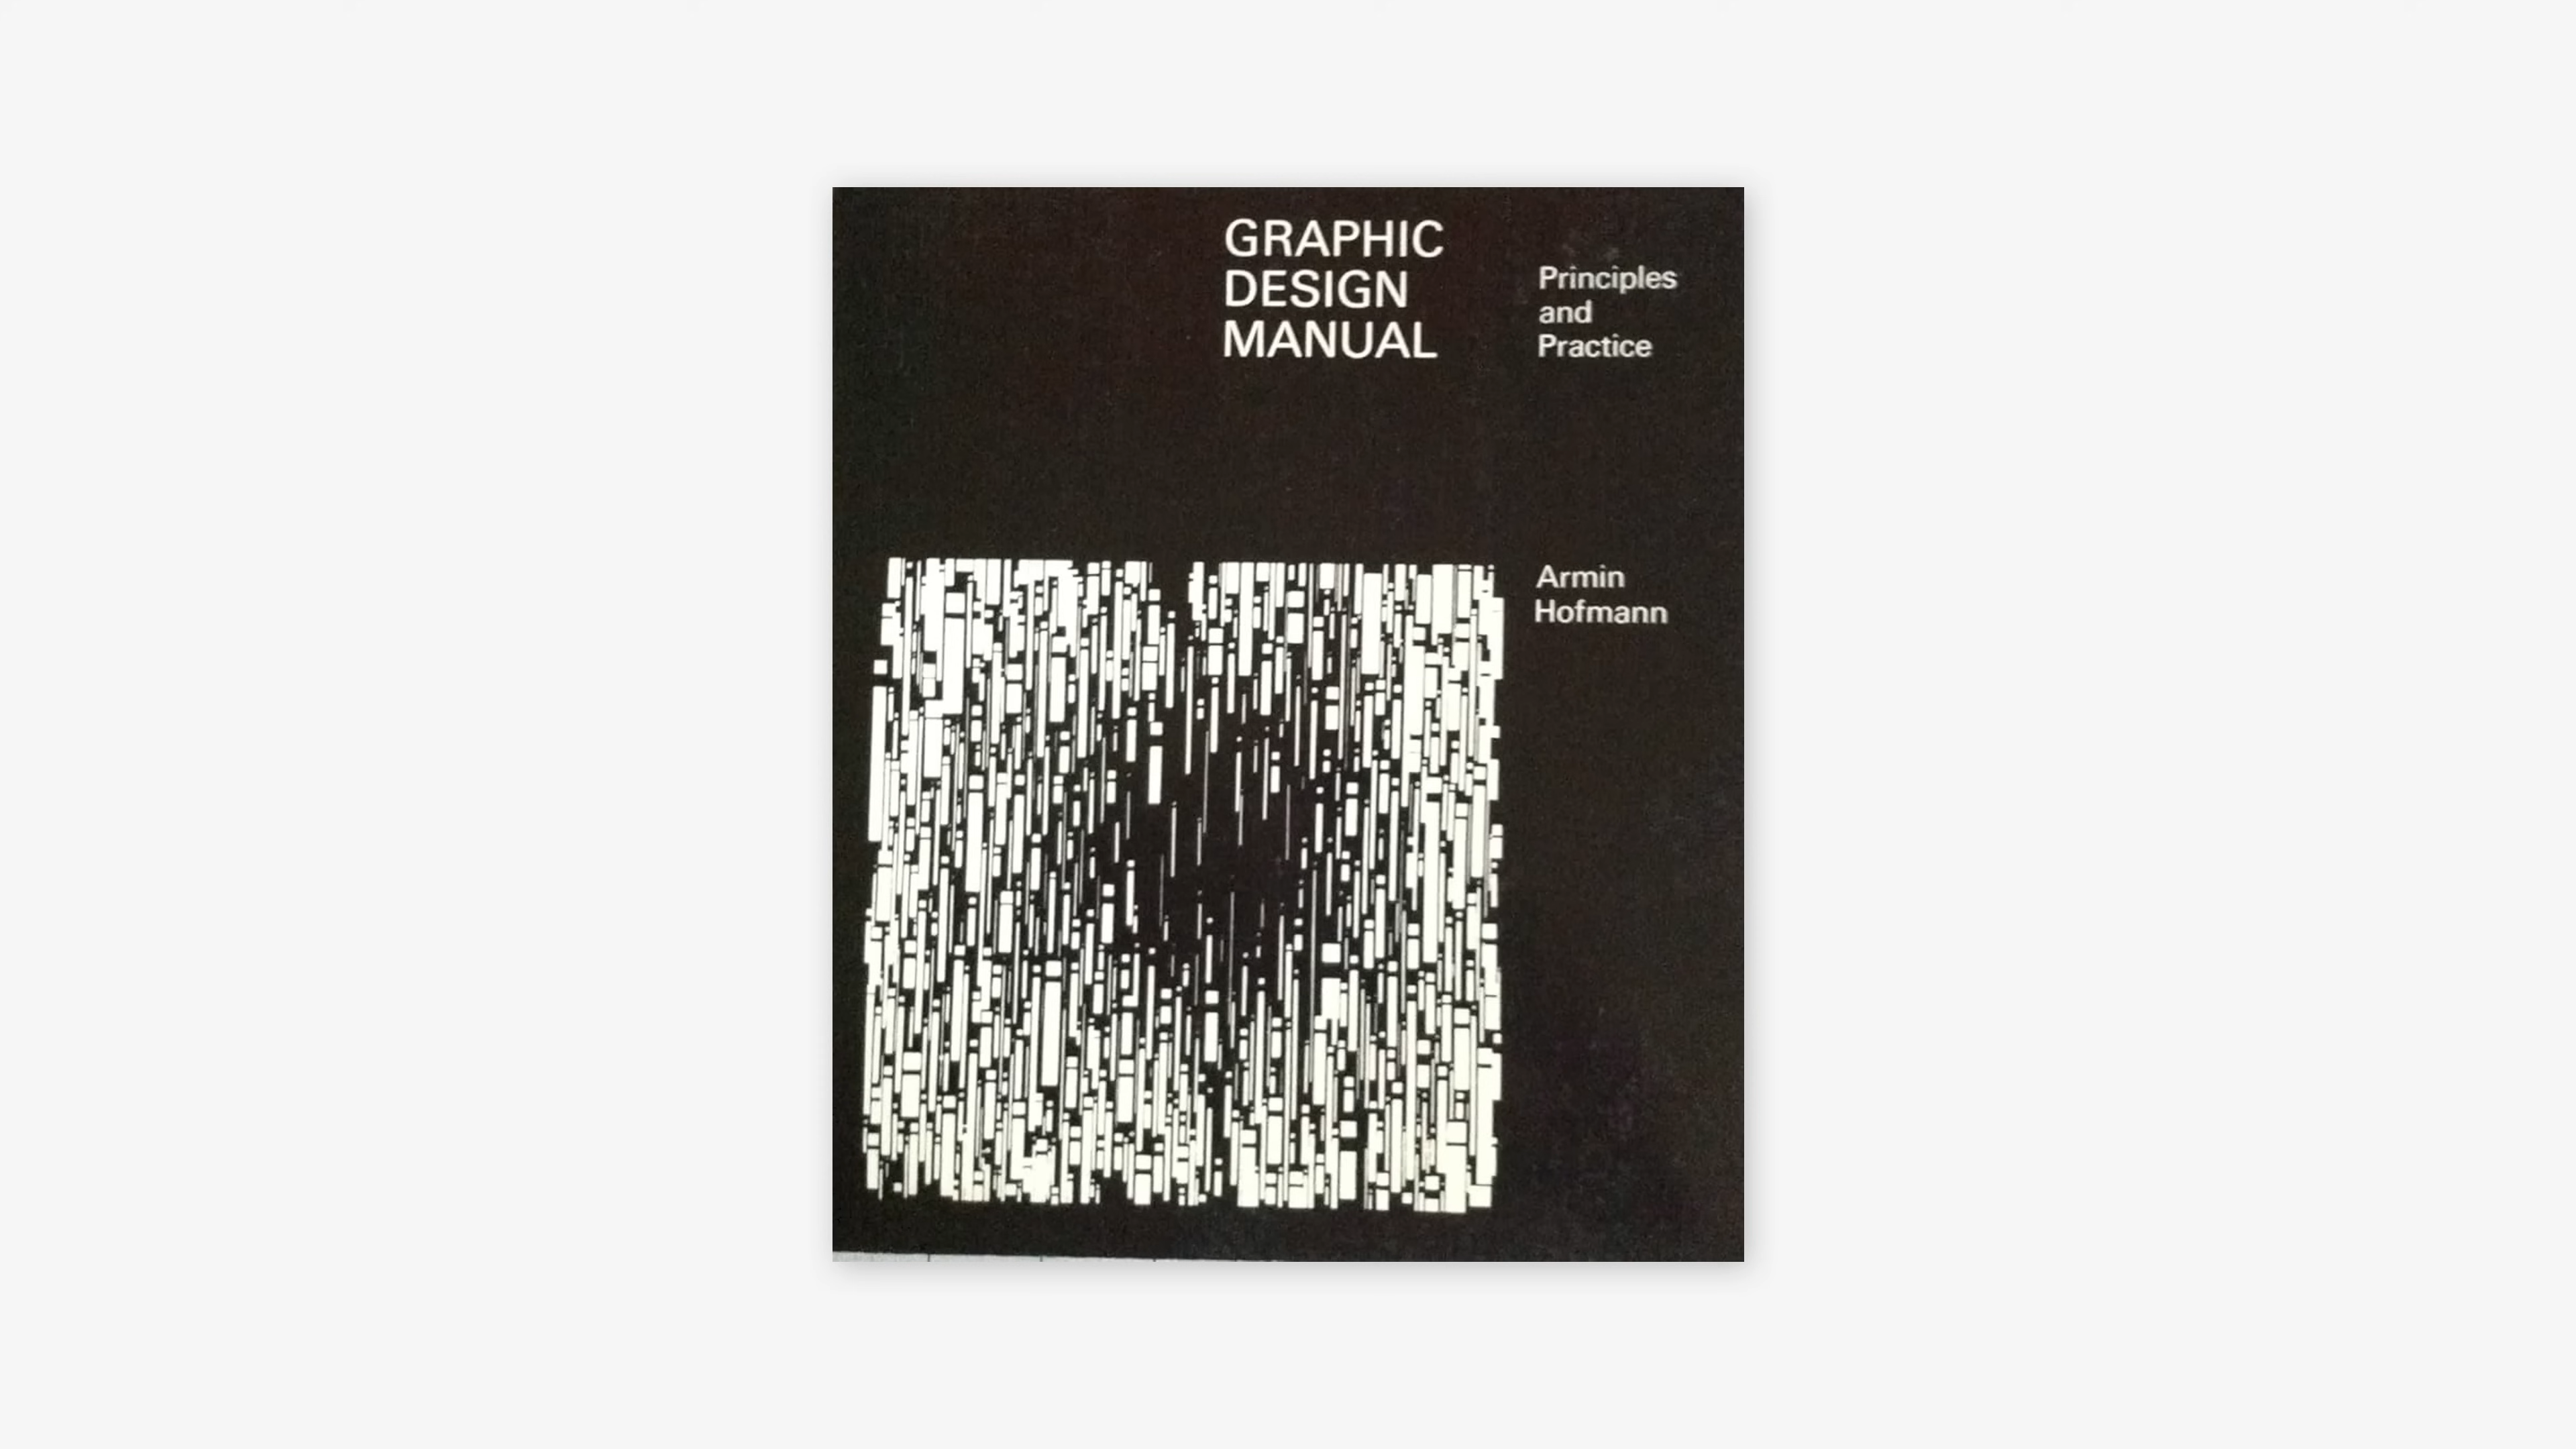 GRAPHIC
DESIGN
MANUAL
Principles
and
Practice
Armin
Hofmann